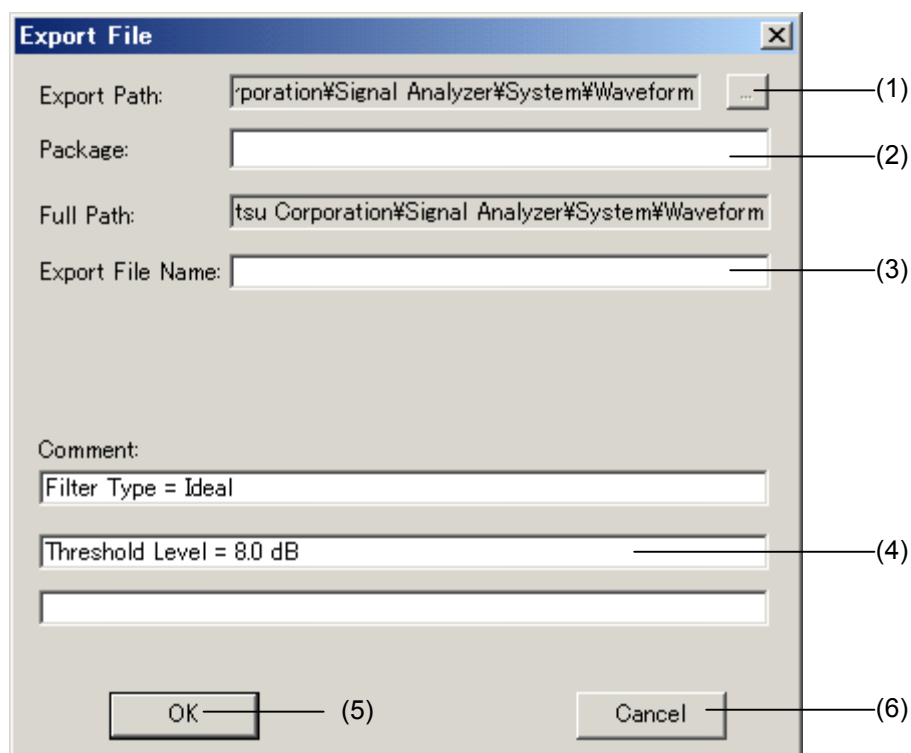 Export File
Export Path: rporation¥Signal Analyzer¥System¥Waveform ... (1)
Package: (2)
Full Path: tsu Corporation¥Signal Analyzer¥System¥Waveform
Export File Name: (3)
Comment:
Filter Type = Ideal
Threshold Level = 8.0 dB (4)
OK (5) Cancel (6)